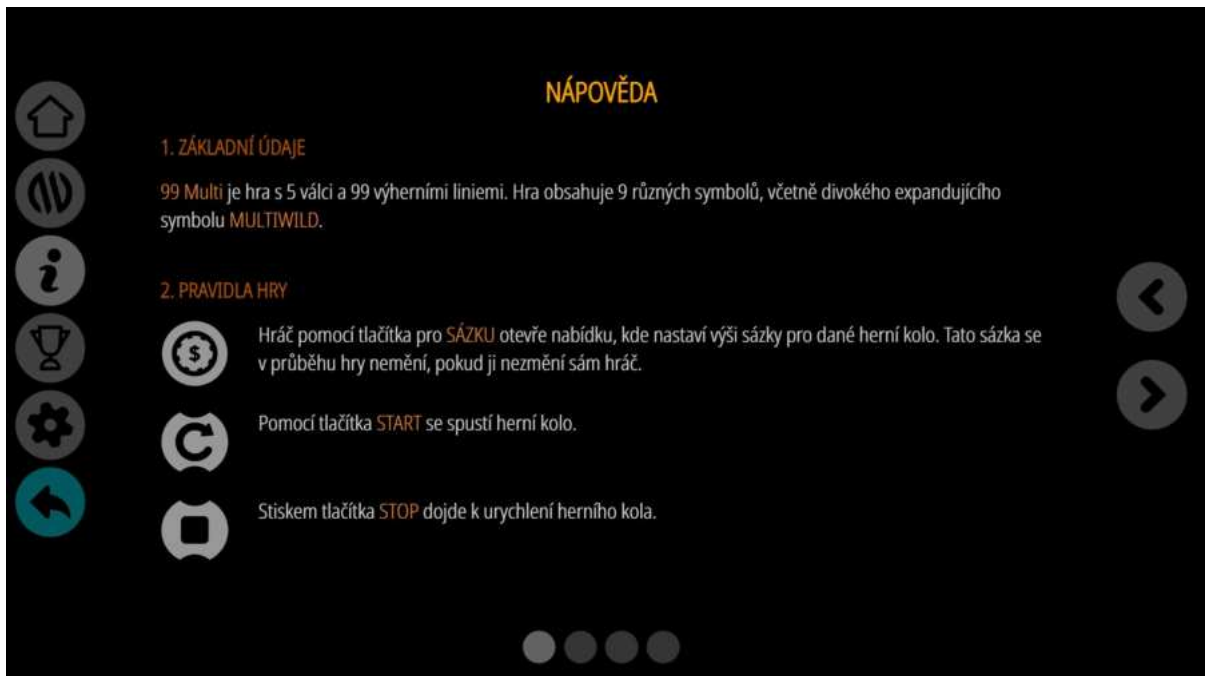 NÁPOVĚDA
1. ZÁKLADNÍ ÚDAJE
99 Multi je hra s 5 válci a 99 výherními liniemi. Hra obsahuje 9 různých symbolů, včetně divokého expandujícího
symbolu MULTIWILD.
2. PRAVIDLA HRY
Hráč pomocí tlačítka pro SÁZKU otevře nabídku, kde nastaví výši sázky pro dané herní kolo. Tato sázka se
v průběhu hry nemění, pokud ji nezmění sám hráč.
Pomocí tlačítka START se spustí herní kolo.
Stiskem tlačítka STOP dojde k urychlení herního kola.